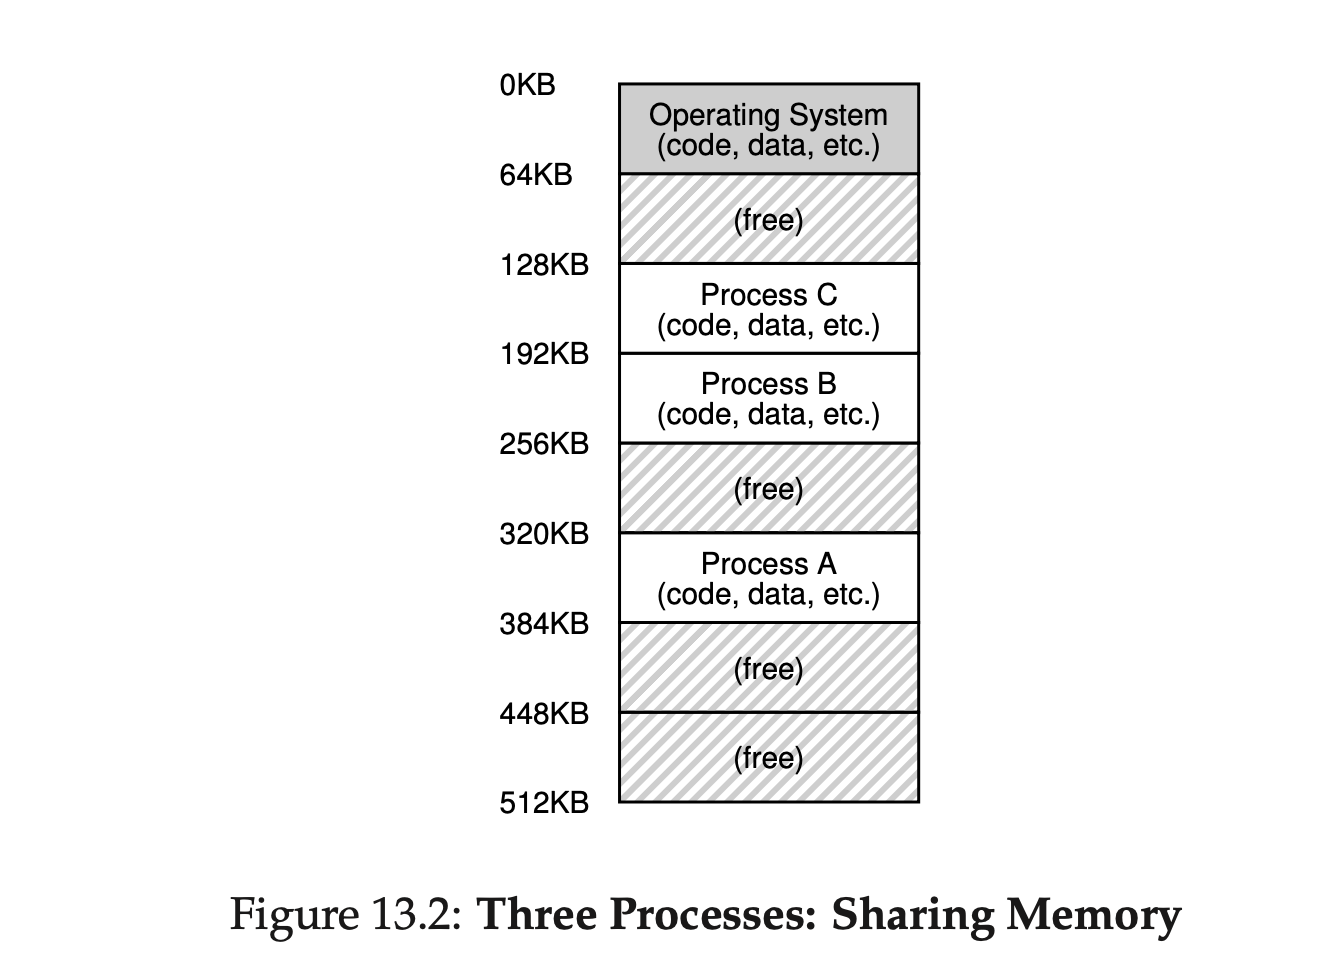 0KB
Operating System
(code, data, etc.)
64KB
(free)
128KB
Process C
(code, data, etc.)
192KB
Process B
(code, data, etc.)
256KB
(free)
320KB
Process A
(code, data, etc.)
384KB
(free)
448KB
(free)
512KB
Figure 13.2: Three Processes: Sharing Memory